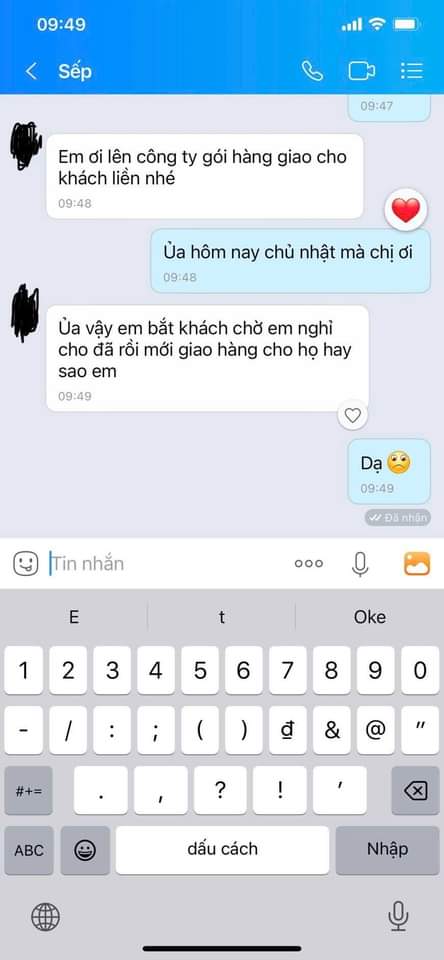 09:49
Sếp
09:47
Em ơi lên công ty gói hàng giao cho
khách liền nhé
09:48
Ủa hôm nay chủ nhật mà chị ơi
09:48
Ủa vậy em bắt khách chờ em nghỉ
cho đã rồi mới giao hàng cho họ hay
sao em
09:49
Dạ 😟
09:49
Đã nhận
Tin nhắn
E t Oke
1 2 3 4 5 6 7 8 9 0
- / : ; ( ) ₫ & @ "
#+= . , ? ! ’
ABC dấu cách Nhập